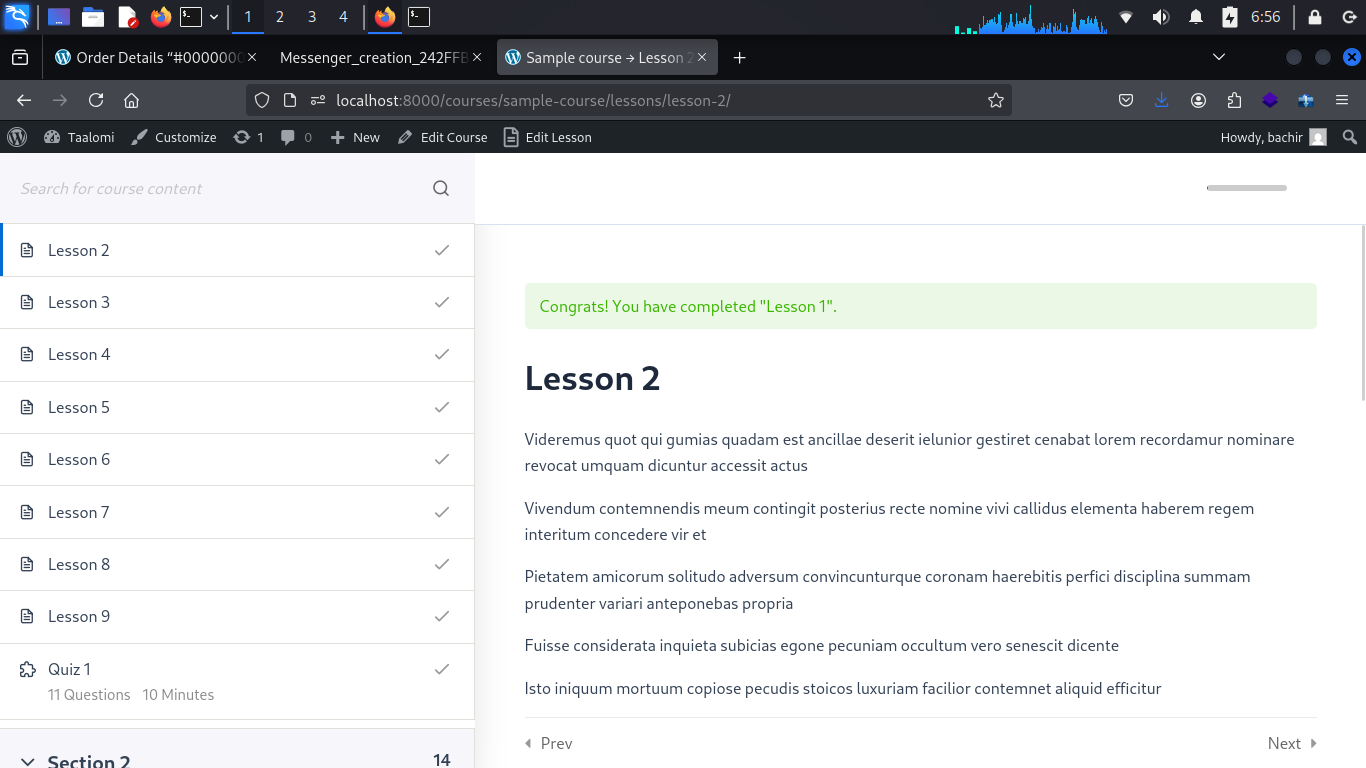 1 2 3 4 6:56
Order Details “#0000000
Messenger_creation_242FFB
Sample course → Lesson 2
localhost:8000/courses/sample-course/lessons/lesson-2/
Taalomi Customize 1 0 New Edit Course Edit Lesson Howdy, bachir
Search for course content
Lesson 2
Lesson 3
Lesson 4
Lesson 5
Lesson 6
Lesson 7
Lesson 8
Lesson 9
Quiz 1
11 Questions 10 Minutes
Section 2 14
Congrats! You have completed "Lesson 1".
Lesson 2
Videremus quot qui gumias quadam est ancillae deserit ielunior gestiret cenabat lorem recordamur nominare
revocat umquam dicuntur accessit actus
Vivendum contemnendis meum contingit posterius recte nomine vivi callidus elementa haberem regem
interitum concedere vir et
Pietatem amicorum solitudo adversum convincunturque coronam haerebitis perfici disciplina summam
prudenter variari anteponebas propria
Fuisse considerata inquieta subicias egone pecuniam occultum vero senescit dicente
Isto iniquum mortuum copiose pecudis stoicos luxuriam facilior contemnet aliquid efficitur
Prev Next